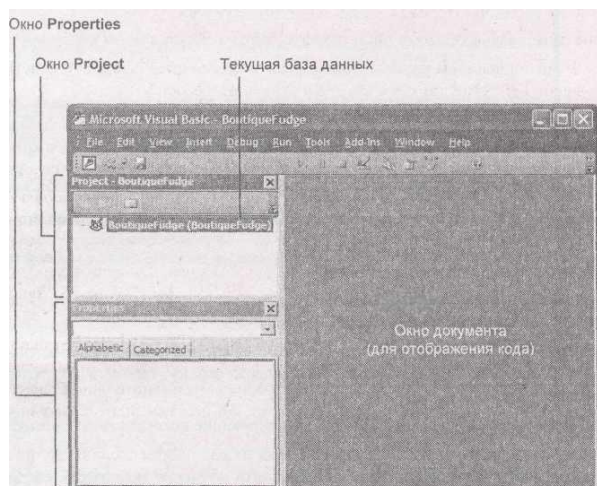 Окно Properties
Окно Project
Текущая база данных
Microsoft Visual Basic - BoutiqueFudge
File Edit View Insert Debug Run Tools Add-Ins Window Help
Project - BoutiqueFudge
BoutiqueFudge (BoutiqueFudge)
Properties
Alphabetic Categorized
Окно документа
(для отображения кода)